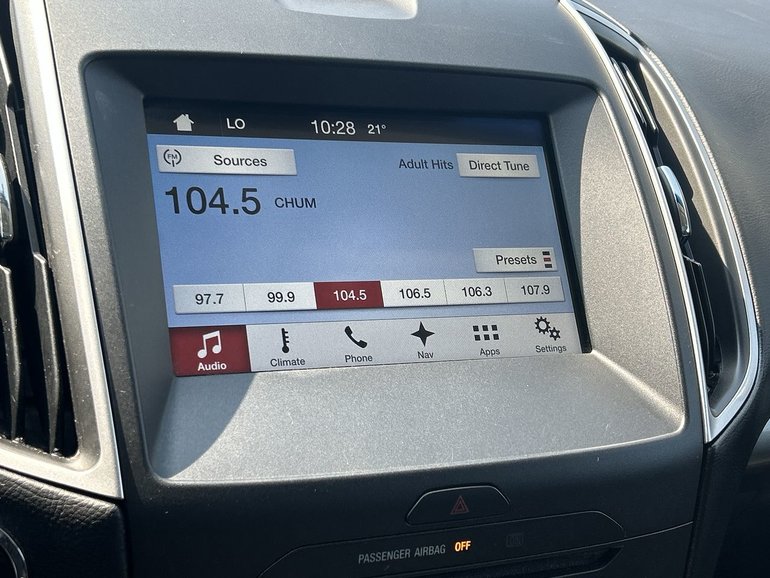 LO 10:28 21°
FM Sources Adult Hits Direct Tune
104.5 CHUM
Presets
97.7 99.9 104.5 106.5 106.3 107.9
Audio Climate Phone Nav Apps Settings
PASSENGER AIRBAG OFF